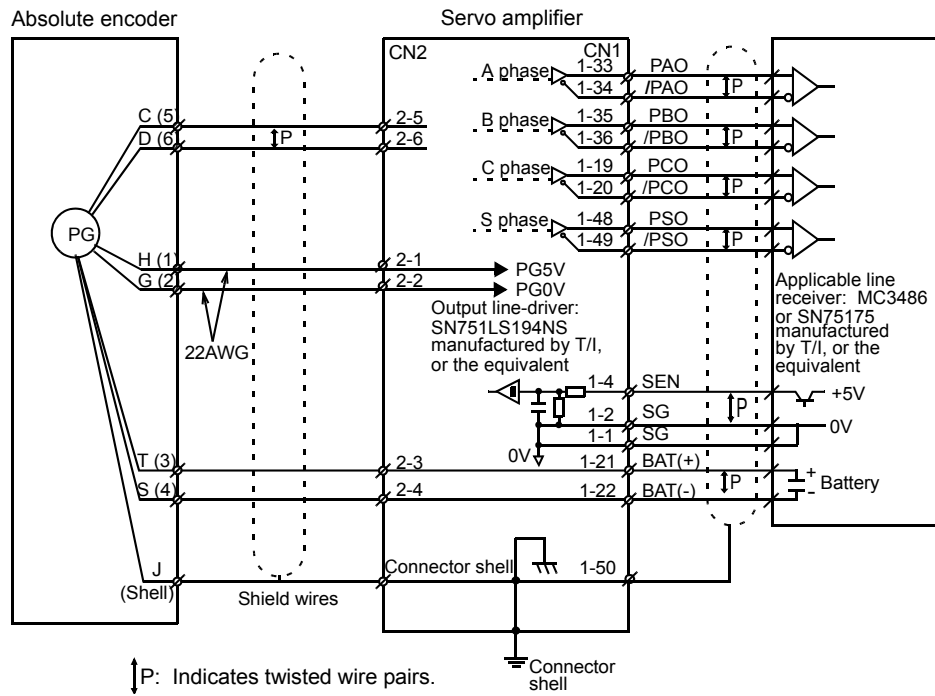 Absolute encoder
Servo amplifier
CN2
CN1
A phase
1-33
PAO
1-34
/PAO
P
B phase
1-35
PBO
1-36
/PBO
P
C phase
1-19
PCO
1-20
/PCO
P
S phase
1-48
PSO
1-49
/PSO
P
C (5)
D (6)
P
2-5
2-6
PG
H (1)
G (2)
2-1
2-2
PG5V
PG0V
22AWG
Output line-driver:
SN751LS194NS
manufactured by T/I,
or the equivalent
Applicable line
receiver: MC3486
or SN75175
manufactured
by T/I, or the
equivalent
1-4
SEN
+5V
P
1-2
SG
0V
1-1
SG
0V
T (3)
2-3
1-21
BAT(+)
S (4)
2-4
1-22
BAT(-)
P
+
-
Battery
J
(Shell)
Shield wires
Connector shell
1-50
Connector
shell
P: Indicates twisted wire pairs.